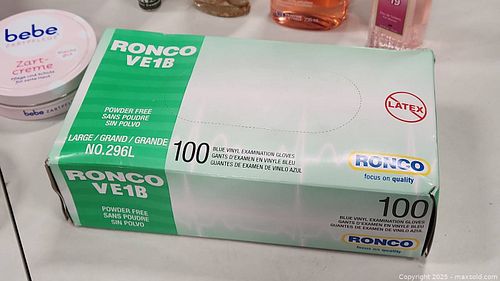 bebe
ZARTPFLEGE
Zart-
creme
bebe ZARTPFLEGE
19
RONCO
VE1B
POWDER FREE
SANS POUDRE
SIN POLVO
LARGE / GRAND / GRANDE
NO.296L
100
BLUE VINYL EXAMINATION GLOVES
GANTS D'EXAMEN EN VINYLE BLEU
GUANTES DE EXAMEN DE VINILO AZUL
LATEX
RONCO
focus on quality
RONCO
VE1B
POWDER FREE
SANS POUDRE
SIN POLVO
100
BLUE VINYL EXAMINATION GLOVES
GANTS D'EXAMEN EN VINYLE BLEU
GUANTES DE EXAMEN DE VINILO AZUL
RONCO
focus on quality
Copyright 2025 - maxsold.com